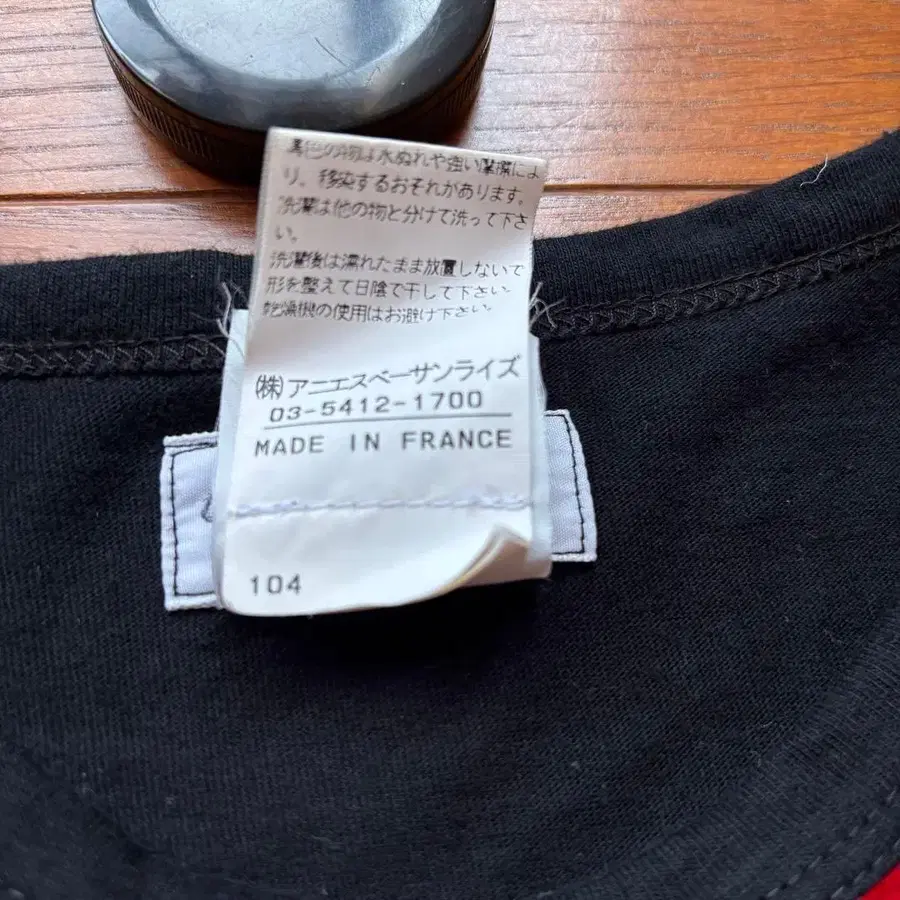 濃色の物は水ぬれや強い摩擦によ
り、移染するおそれがあります。
洗濯は他の物と分けて洗って下さ
い。
洗濯後は濡れたまま放置しないで
形を整えて日陰で干して下さい。
乾燥機の使用はお避け下さい。
(株)アニエスベーサンライズ
03-5412-1700
MADE IN FRANCE
104